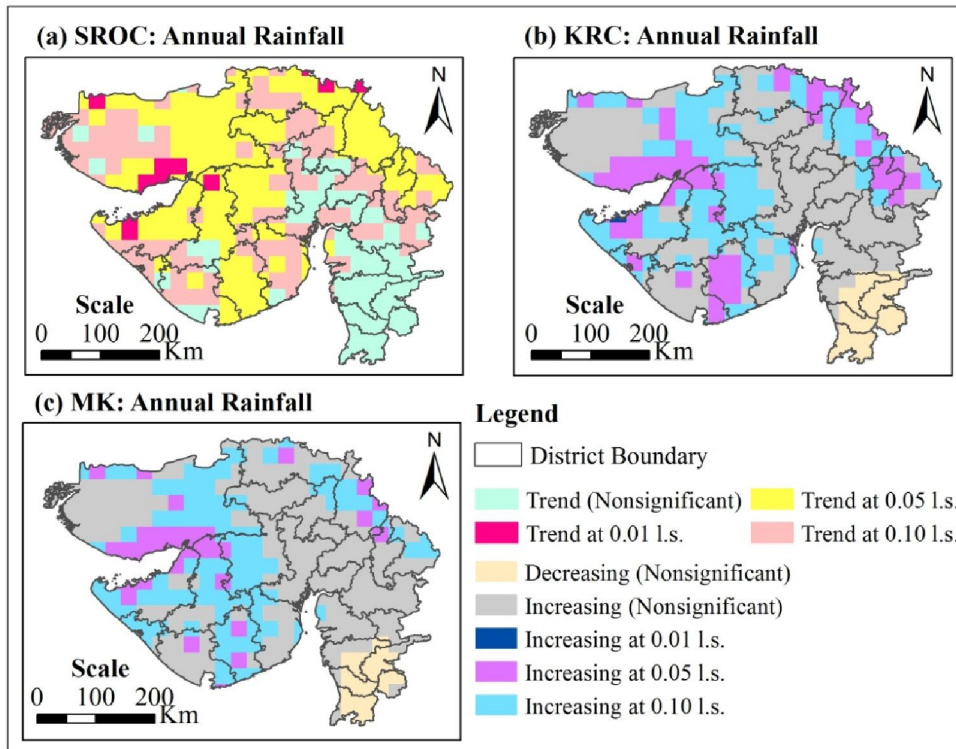 (a) SROC: Annual Rainfall
N
Scale
0 100 200
Km
(b) KRC: Annual Rainfall
N
Scale
0 100 200
Km
(c) MK: Annual Rainfall
N
Scale
0 100 200
Km
Legend
District Boundary
Trend (Nonsignificant)
Trend at 0.05 l.s.
Trend at 0.01 l.s.
Trend at 0.10 l.s.
Decreasing (Nonsignificant)
Increasing (Nonsignificant)
Increasing at 0.01 l.s.
Increasing at 0.05 l.s.
Increasing at 0.10 l.s.